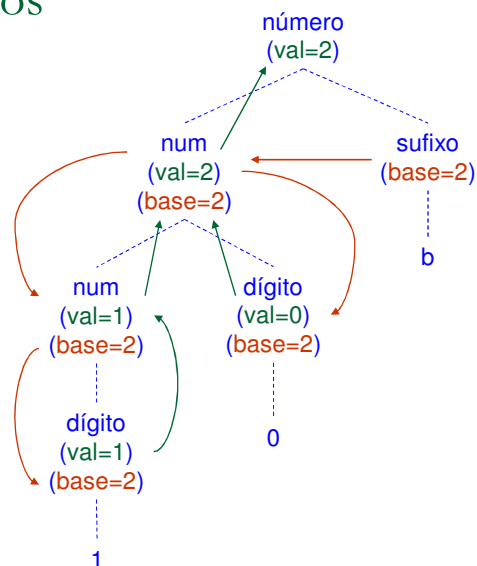 os
número
(val=2)
num
(val=2)
(base=2)
sufixo
(base=2)
b
num
(val=1)
(base=2)
dígito
(val=0)
(base=2)
0
dígito
(val=1)
(base=2)
1